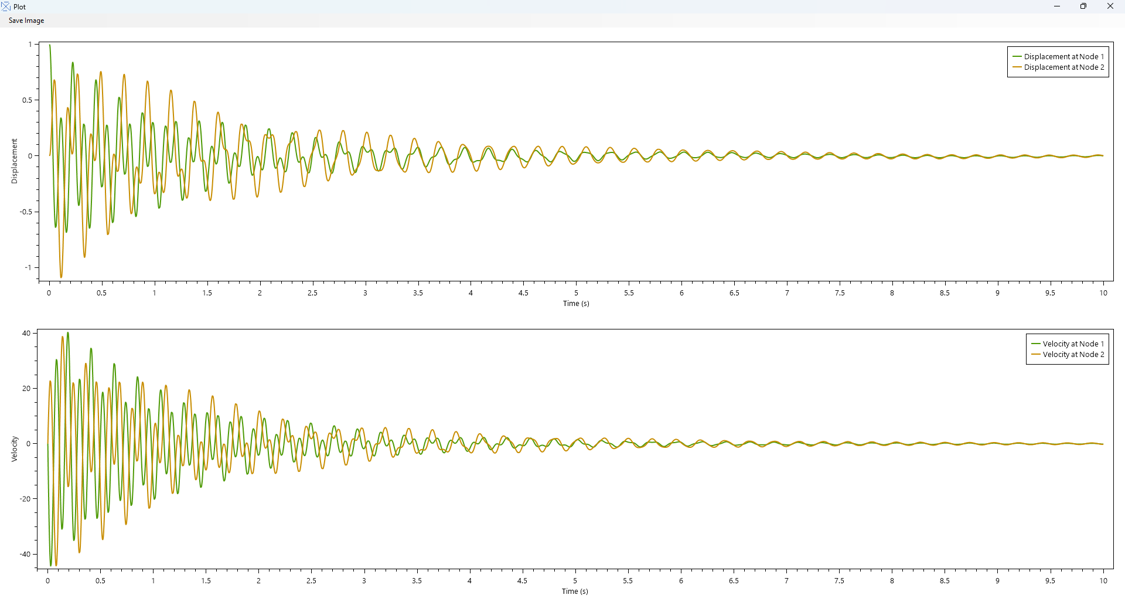 Plot
Save Image
1
0.5
0
-0.5
-1
Displacement
Displacement at Node 1
Displacement at Node 2
0 0.5 1 1.5 2 2.5 3 3.5 4 4.5 5 5.5 6 6.5 7 7.5 8 8.5 9 9.5 10
Time (s)
40
20
0
-20
-40
Velocity
Velocity at Node 1
Velocity at Node 2
0 0.5 1 1.5 2 2.5 3 3.5 4 4.5 5 5.5 6 6.5 7 7.5 8 8.5 9 9.5 10
Time (s)